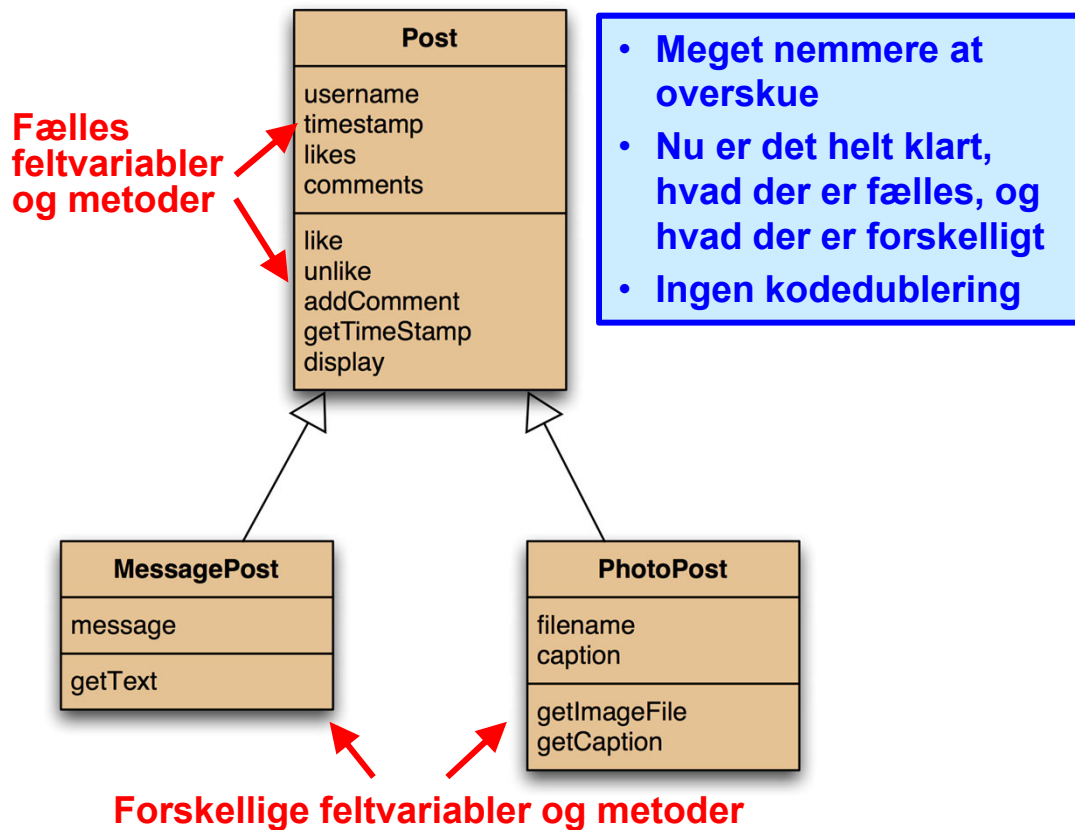 Post
username
timestamp
likes
comments
like
unlike
addComment
getTimeStamp
display
Fælles
feltvariabler
og metoder
• Meget nemmere at
overskue
• Nu er det helt klart,
hvad der er fælles, og
hvad der er forskelligt
• Ingen kodedublering
MessagePost
message
getText
PhotoPost
filename
caption
getImageFile
getCaption
Forskellige feltvariabler og metoder